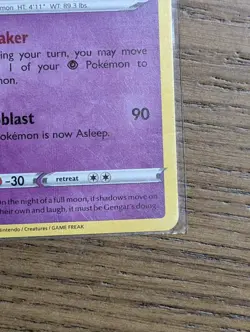 mon HT 4'11" WT 89.3 lbs.
aker
ing your turn, you may move
1 of your Pokémon to
mon.
oblast 90
Pokémon is now Asleep.
-30 retreat
n the night of a full moon, if shadows move on
their own and laugh, it must be Gengar's doing.
Nintendo / Creatures / GAME FREAK